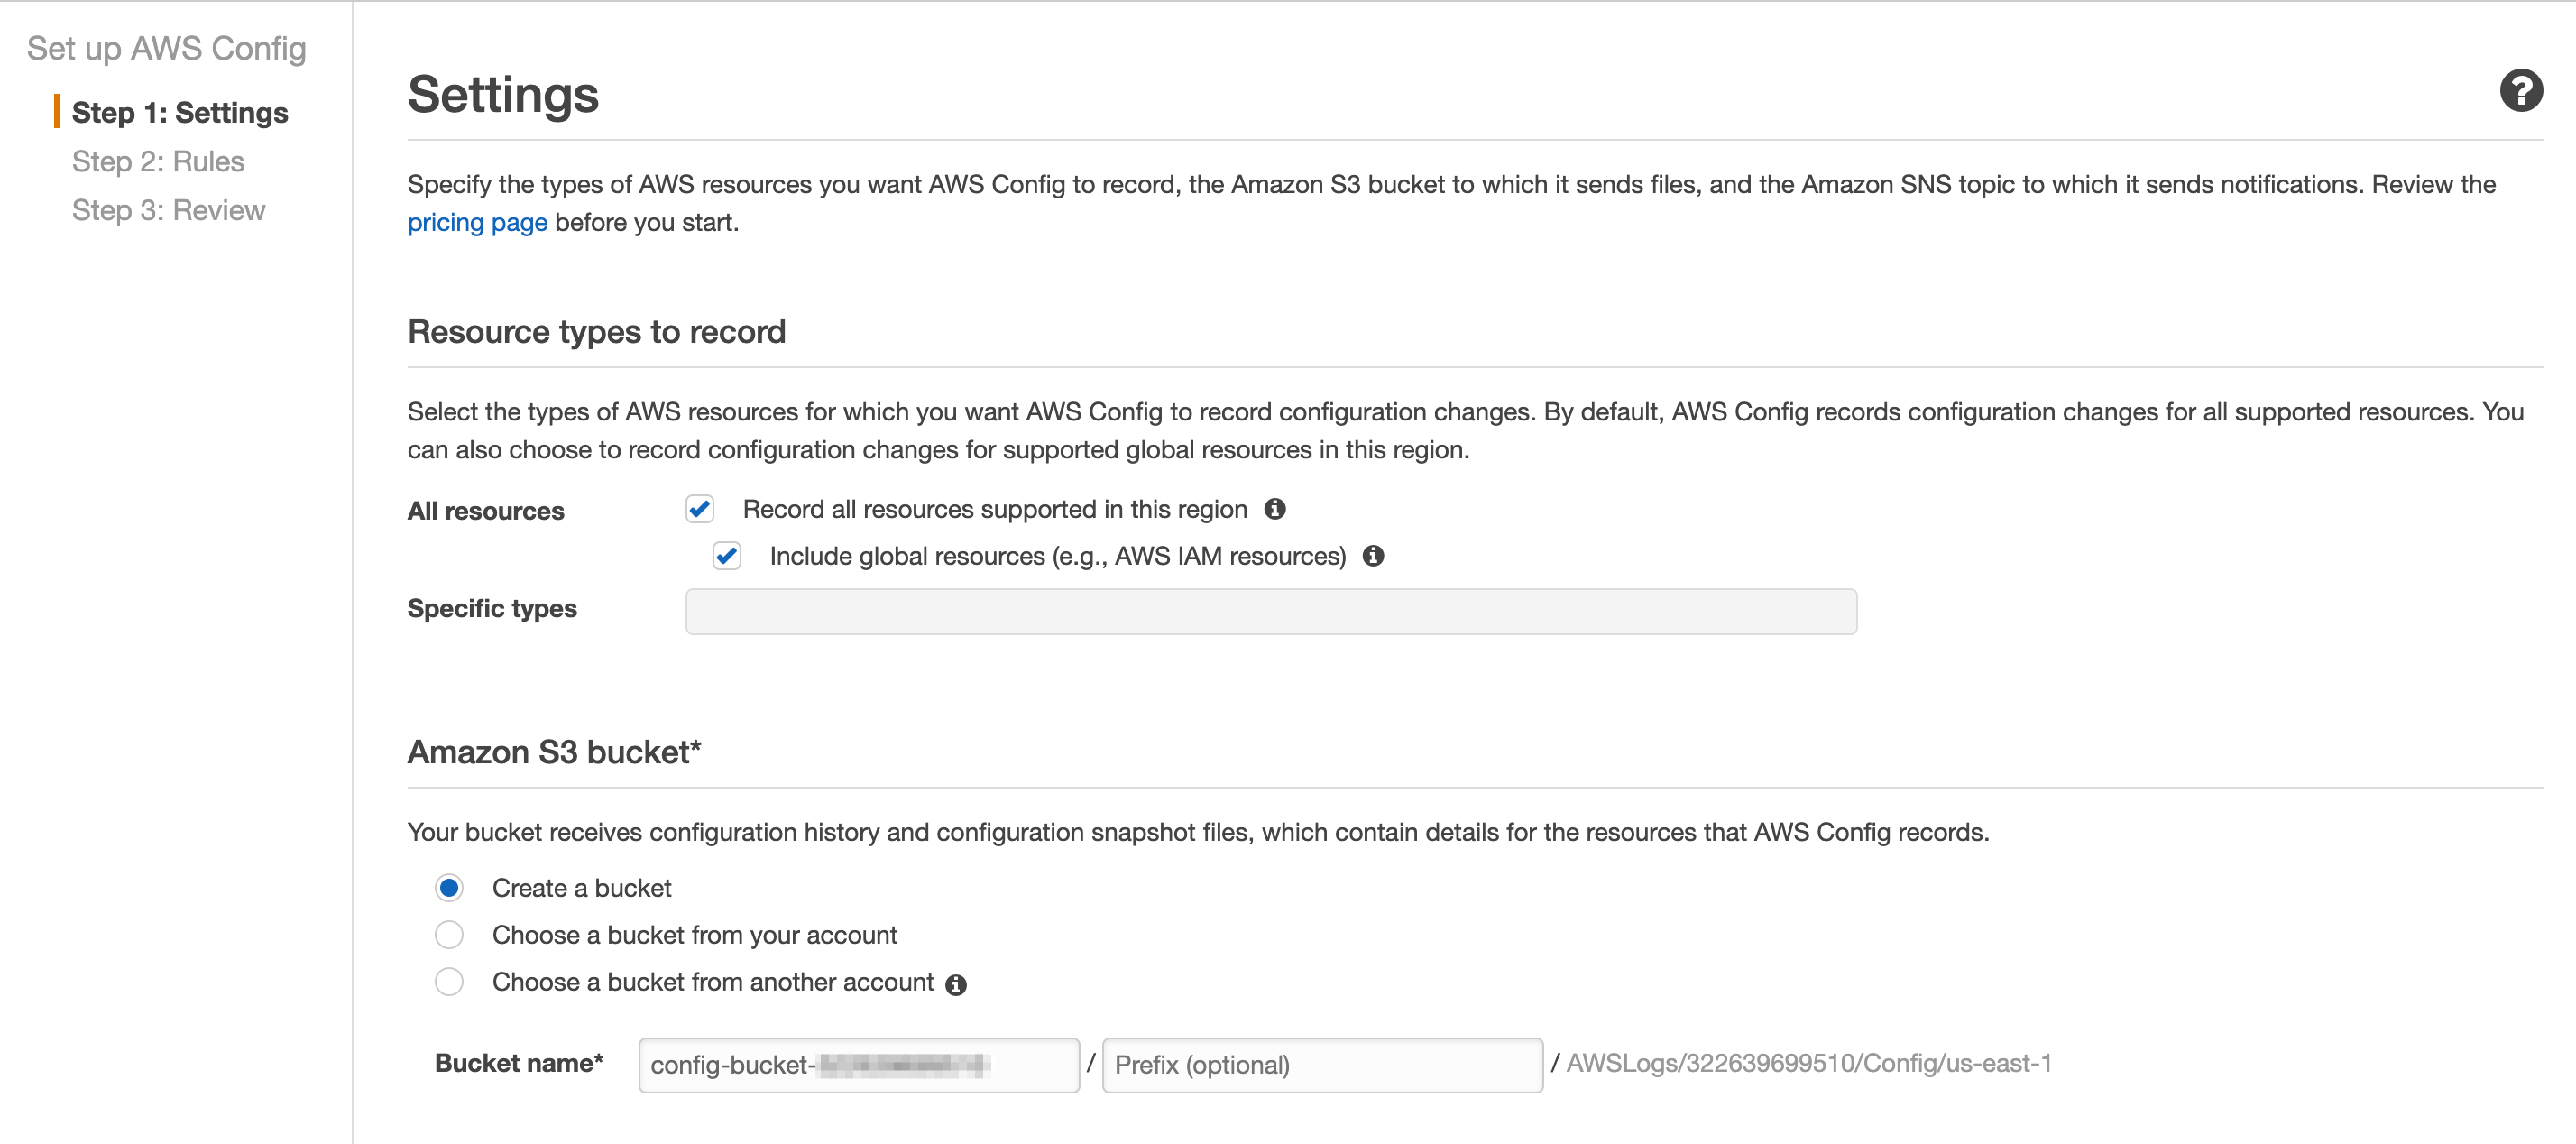 Set up AWS Config
Step 1: Settings
Step 2: Rules
Step 3: Review
Settings
Specify the types of AWS resources you want AWS Config to record, the Amazon S3 bucket to which it sends files, and the Amazon SNS topic to which it sends notifications. Review the
pricing page before you start.
Resource types to record
Select the types of AWS resources for which you want AWS Config to record configuration changes. By default, AWS Config records configuration changes for all supported resources. You
can also choose to record configuration changes for supported global resources in this region.
All resources
Record all resources supported in this region
Include global resources (e.g., AWS IAM resources)
Specific types
Amazon S3 bucket*
Your bucket receives configuration history and configuration snapshot files, which contain details for the resources that AWS Config records.
Create a bucket
Choose a bucket from your account
Choose a bucket from another account
Bucket name* config-bucket- / Prefix (optional) / AWSLogs/322639699510/Config/us-east-1